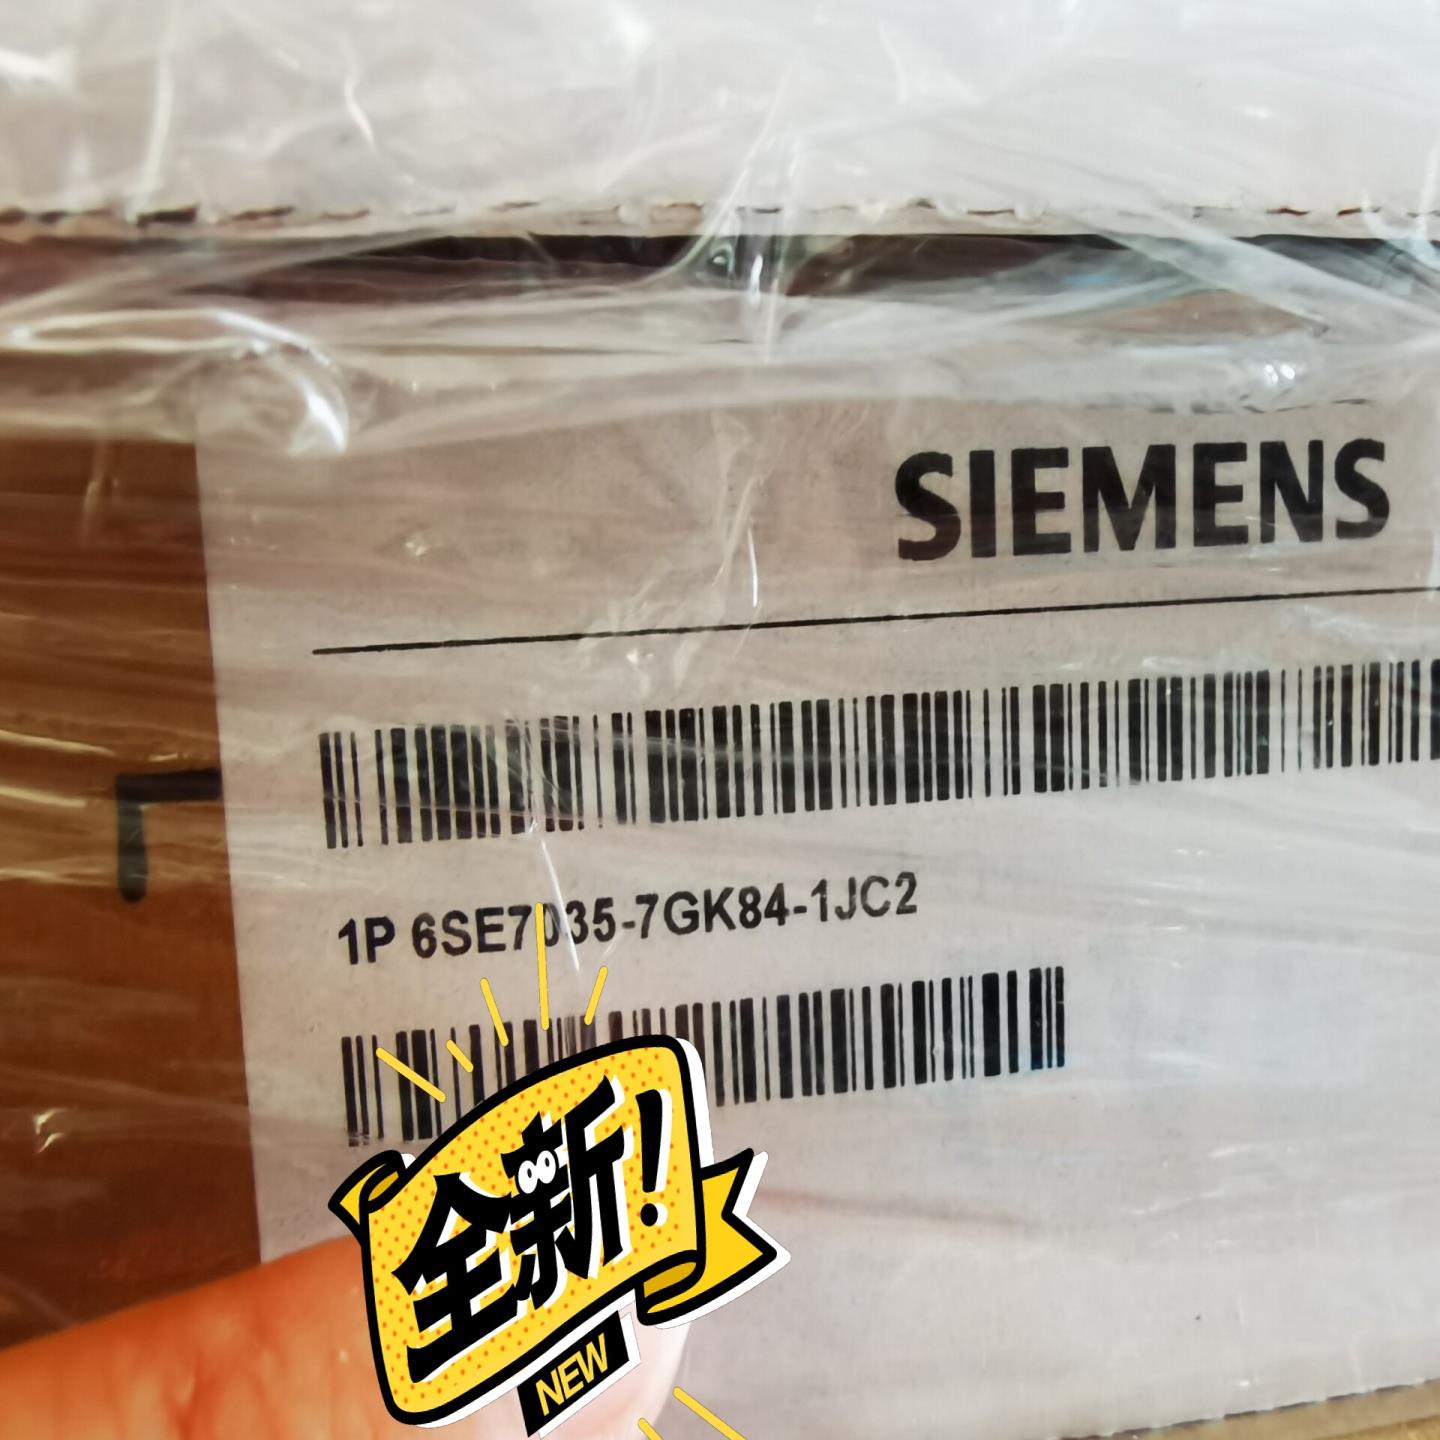 SIEMENS
1P 6SE7035-7GK84-1JC2
全新!
NEW